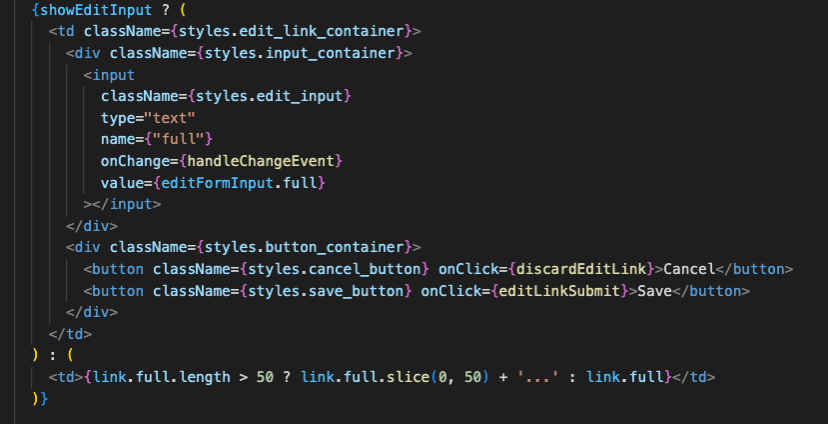 {showEditInput ? (
<td className={styles.edit_link_container}>
<div className={styles.input_container}>
<input
className={styles.edit_input}
type="text"
name={"full"}
onChange={handleChangeEvent}
value={editFormInput.full}
></input>
</div>
<div className={styles.button_container}>
<button className={styles.cancel_button} onClick={discardEditLink}>Cancel</button>
<button className={styles.save_button} onClick={editLinkSubmit}>Save</button>
</div>
</td>
) : (
<td>{link.full.length > 50 ? link.full.slice(0, 50) + '...' : link.full}</td>
)}